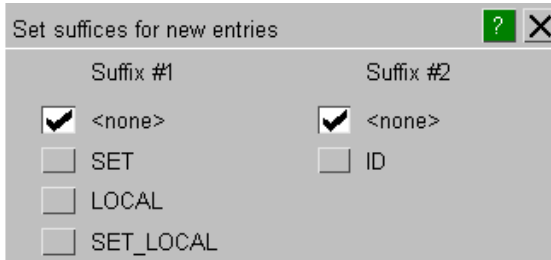 Set suffices for new entries ? X
Suffix #1 Suffix #2
<none> <none>
SET ID
LOCAL
SET_LOCAL